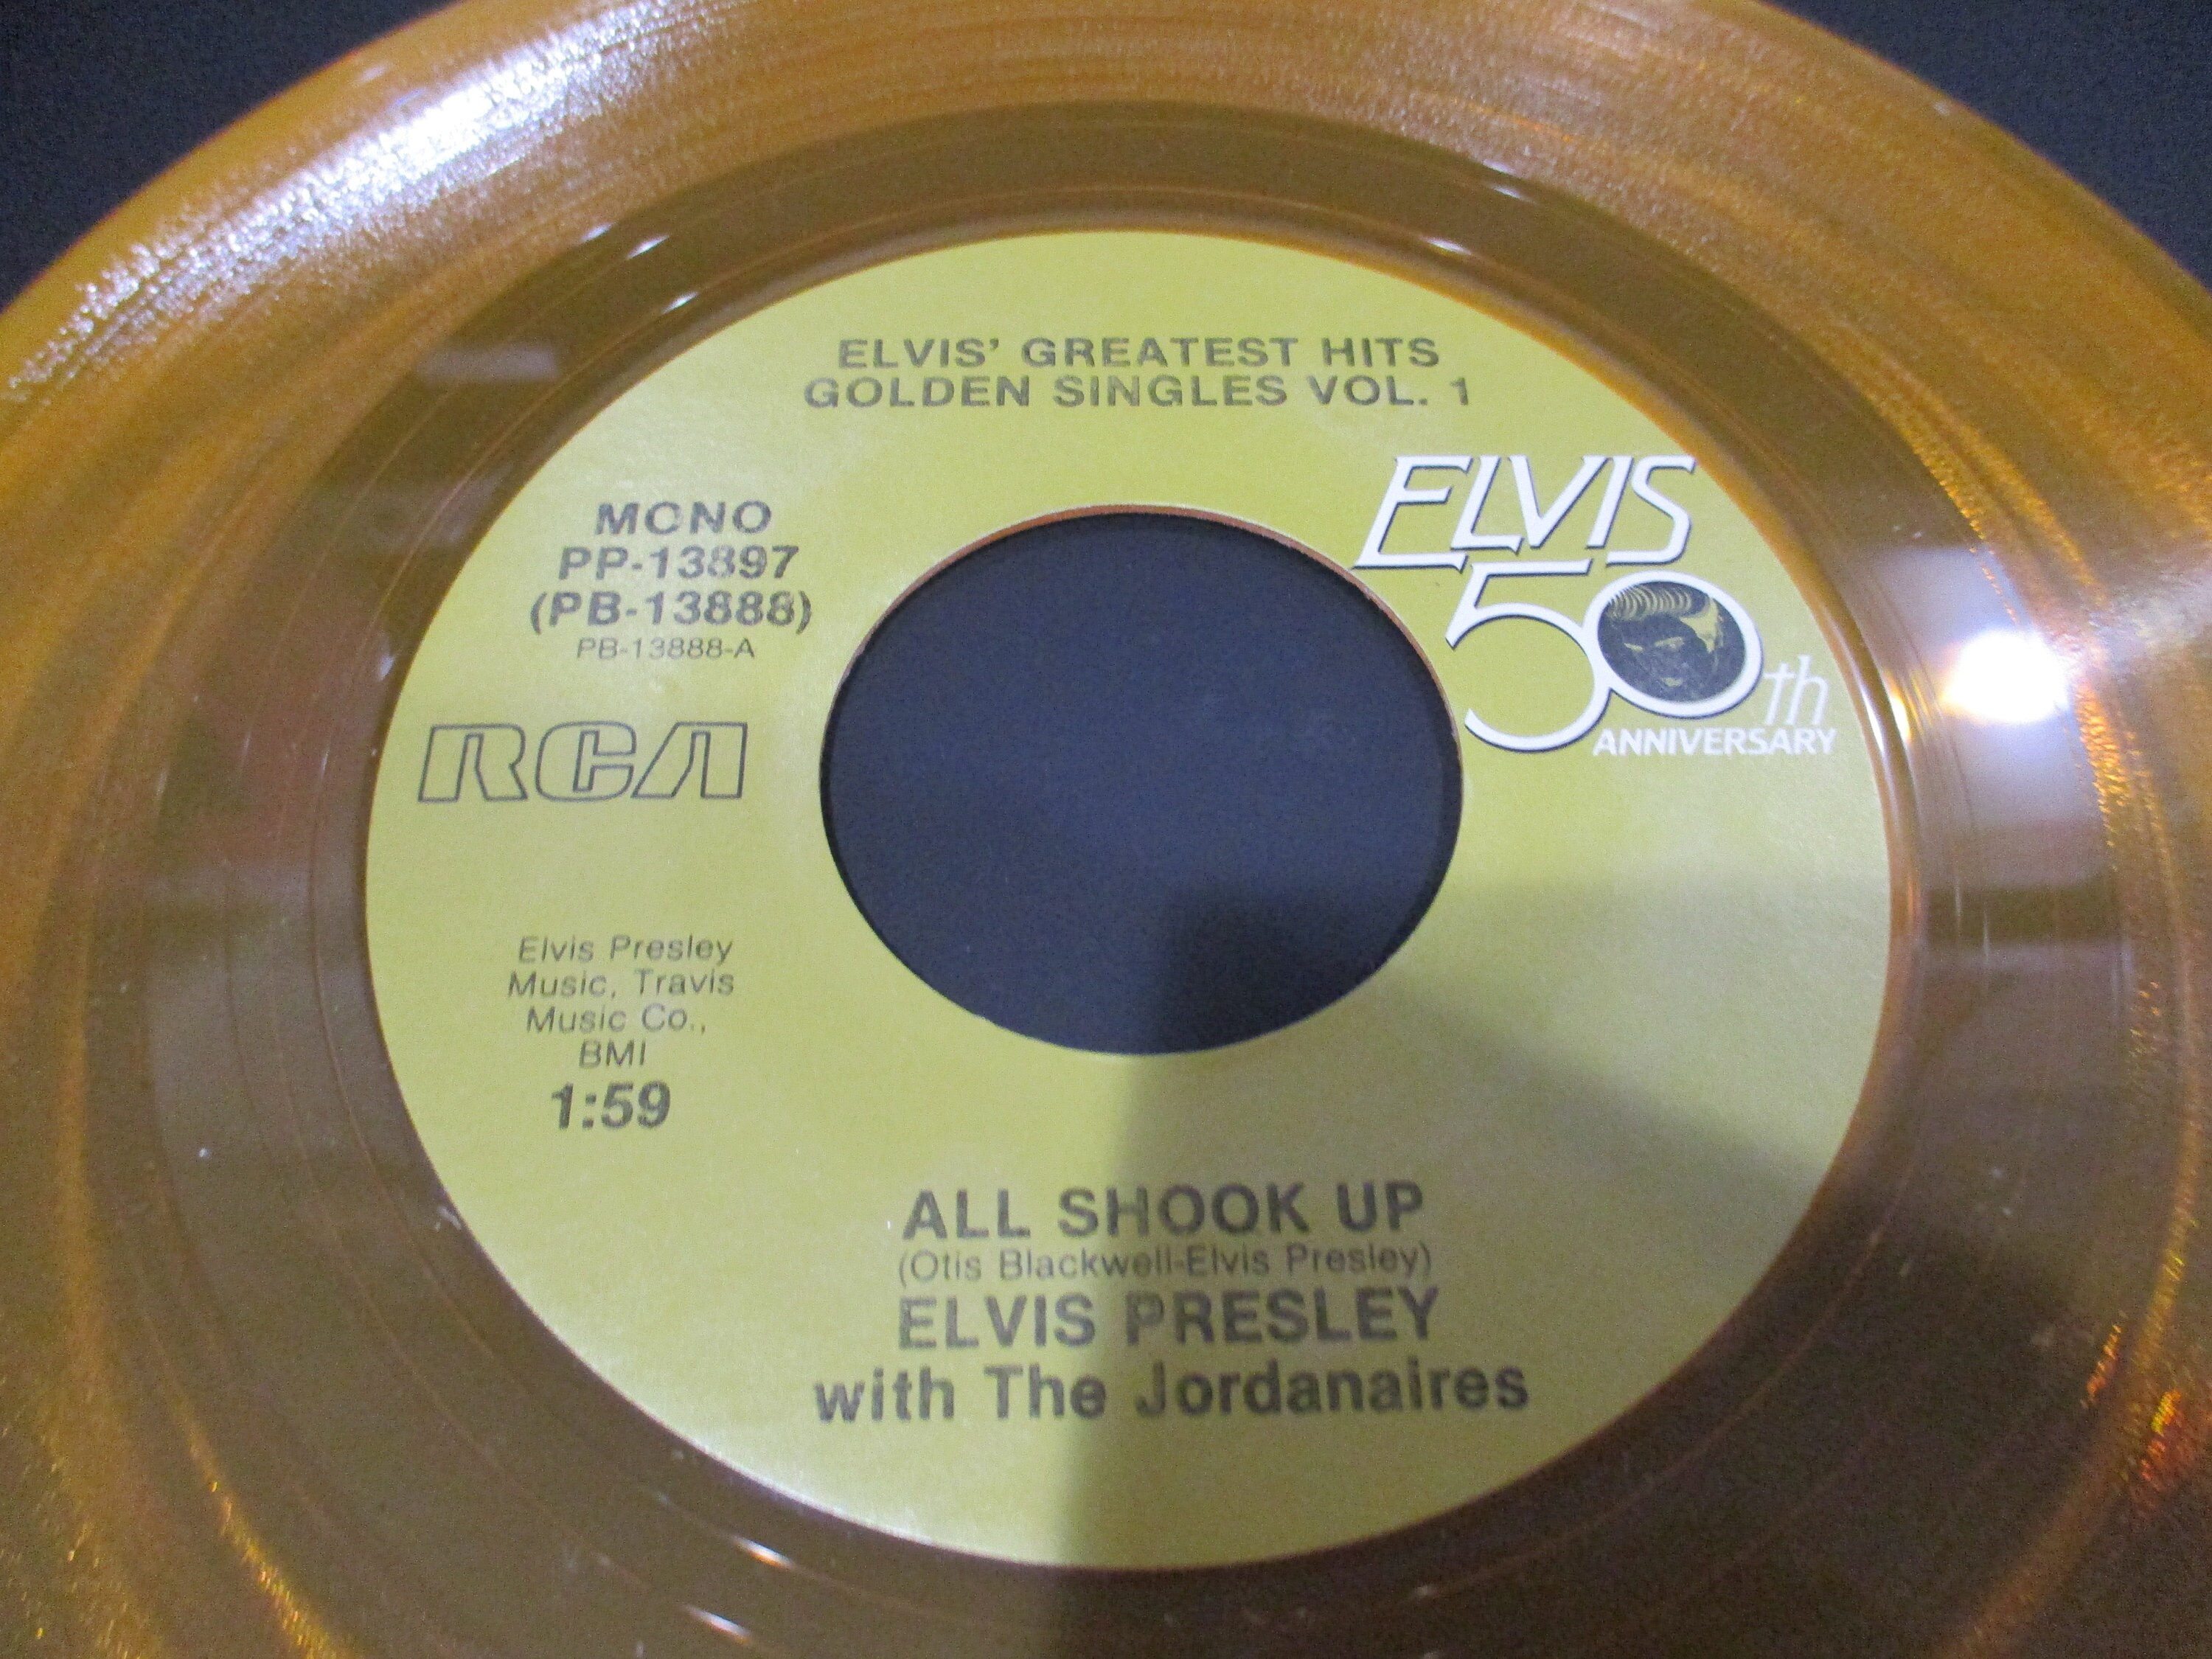 ELVIS' GREATEST HITS
GOLDEN SINGLES VOL. 1
MONO
PP-13897
(PB-13888)
PB-13888-A
RCA
ELVIS
50th
ANNIVERSARY
Elvis Presley
Music, Travis
Music Co.,
BMI
1:59
ALL SHOOK UP
(Otis Blackwell-Elvis Presley)
ELVIS PRESLEY
with The Jordanaires